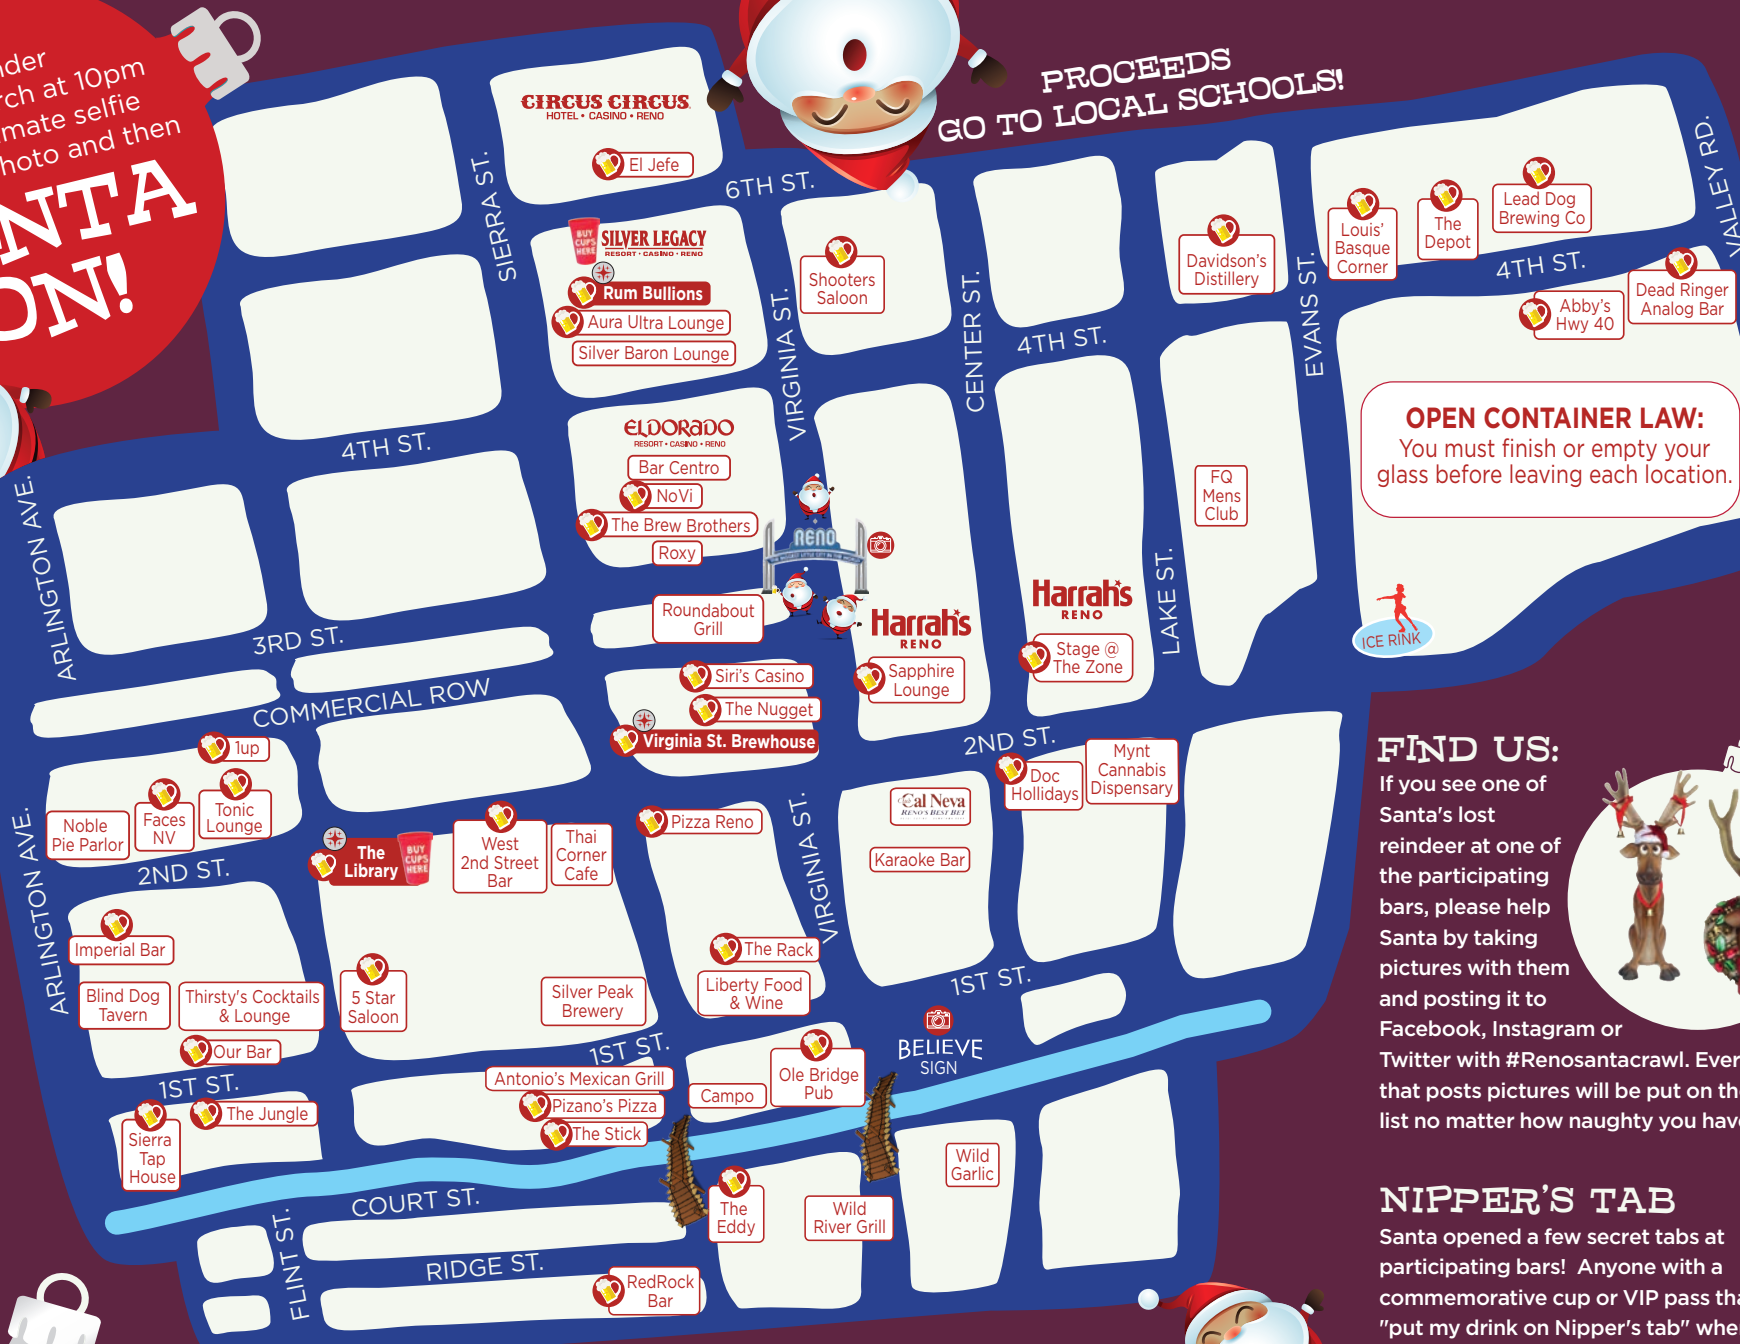 at 10pm
selfie
and then
ON!
PROCEEDS
GO TO LOCAL SCHOOLS!
CIRCUS CIRCUS
HOTEL • CASINO • RENO
El Jefe
SIERRA ST.
6TH ST.
BUY
CUPS
HERE
SILVER LEGACY
RESORT • CASINO • RENO
Rum Bullions
Aura Ultra Lounge
Silver Baron Lounge
Shooters
Saloon
VIRGINIA ST.
CENTER ST.
4TH ST.
Davidson's
Distillery
EVANS ST.
Louis'
Basque
Corner
The
Depot
Lead Dog
Brewing Co
VALLEY RD.
4TH ST.
Abby's
Hwy 40
Dead Ringer
Analog Bar
OPEN CONTAINER LAW:
You must finish or empty your
glass before leaving each location.
4TH ST.
ELDORADO
RESORT • CASINO • RENO
Bar Centro
NoVi
The Brew Brothers
Roxy
RENO
THE BIGGEST LITTLE CITY IN THE WORLD
FQ
Mens
Club
ARLINGTON AVE.
3RD ST.
Roundabout
Grill
Harrah's
RENO
Sapphire
Lounge
Harrah's
RENO
Stage @
The Zone
LAKE ST.
ICE RINK
COMMERCIAL ROW
Siri's Casino
The Nugget
Virginia St. Brewhouse
2ND ST.
1up
Tonic
Lounge
Faces
NV
Noble
Pie Parlor
2ND ST.
ARLINGTON AVE.
The
Library
BUY
CUPS
HERE
West
2nd Street
Bar
Thai
Corner
Cafe
Pizza Reno
VIRGINIA ST.
Club
Cal Neva
RENO'S BEST BET
Karaoke Bar
Doc
Hollidays
Mynt
Cannabis
Dispensary
Imperial Bar
Blind Dog
Tavern
Thirsty's Cocktails
& Lounge
Our Bar
5 Star
Saloon
Silver Peak
Brewery
The Rack
Liberty Food
& Wine
1ST ST.
1ST ST.
1ST ST.
BELIEVE
SIGN
Sierra
Tap
House
The Jungle
Antonio's Mexican Grill
Pizano's Pizza
The Stick
Campo
Ole Bridge
Pub
Wild
Garlic
The
Eddy
Wild
River Grill
COURT ST.
FLINT ST.
RIDGE ST.
RedRock
Bar
FIND US:
If you see one of
Santa's lost
reindeer at one of
the participating
bars, please help
Santa by taking
pictures with them
and posting it to
Facebook, Instagram or
Twitter with #Renosantacrawl.
that posts pictures will be put on
list no matter how naughty you
NIPPER'S TAB
Santa opened a few secret tabs at
participating bars! Anyone with a
commemorative cup or VIP pass
"put my drink on Nipper's tab"